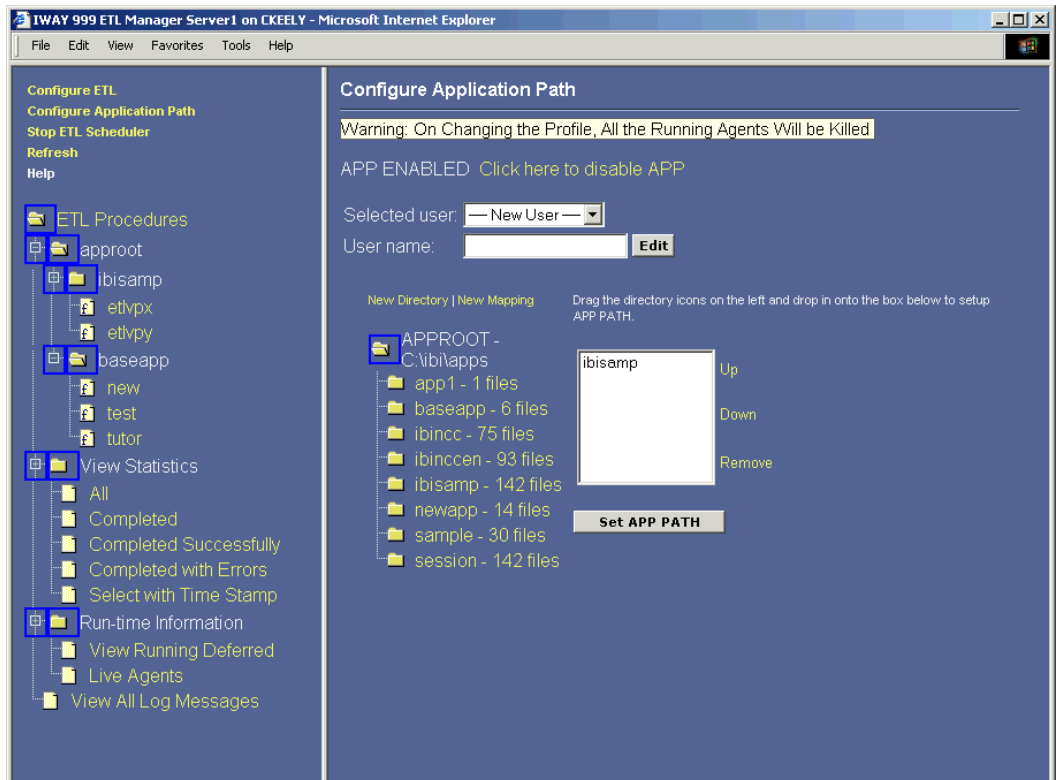 IWAY 999 ETL Manager Server1 on CKEELY - Microsoft Internet Explorer
File Edit View Favorites Tools Help
Configure ETL
Configure Application Path
Stop ETL Scheduler
Refresh
Help
ETL Procedures
approot
ibisamp
etlvpx
etlvpy
baseapp
new
test
tutor
View Statistics
All
Completed
Completed Successfully
Completed with Errors
Select with Time Stamp
Run-time Information
View Running Deferred
Live Agents
View All Log Messages
Configure Application Path
Warning: On Changing the Profile, All the Running Agents Will be Killed
APP ENABLED Click here to disable APP
Selected user: — New User —
User name: Edit
New Directory | New Mapping
APPROOT -
C:\ibi\apps
app1 - 1 files
baseapp - 6 files
ibincc - 75 files
ibinccen - 93 files
ibisamp - 142 files
newapp - 14 files
sample - 30 files
session - 142 files
Drag the directory icons on the left and drop in onto the box below to setup
APP PATH.
ibisamp
Up
Down
Remove
Set APP PATH